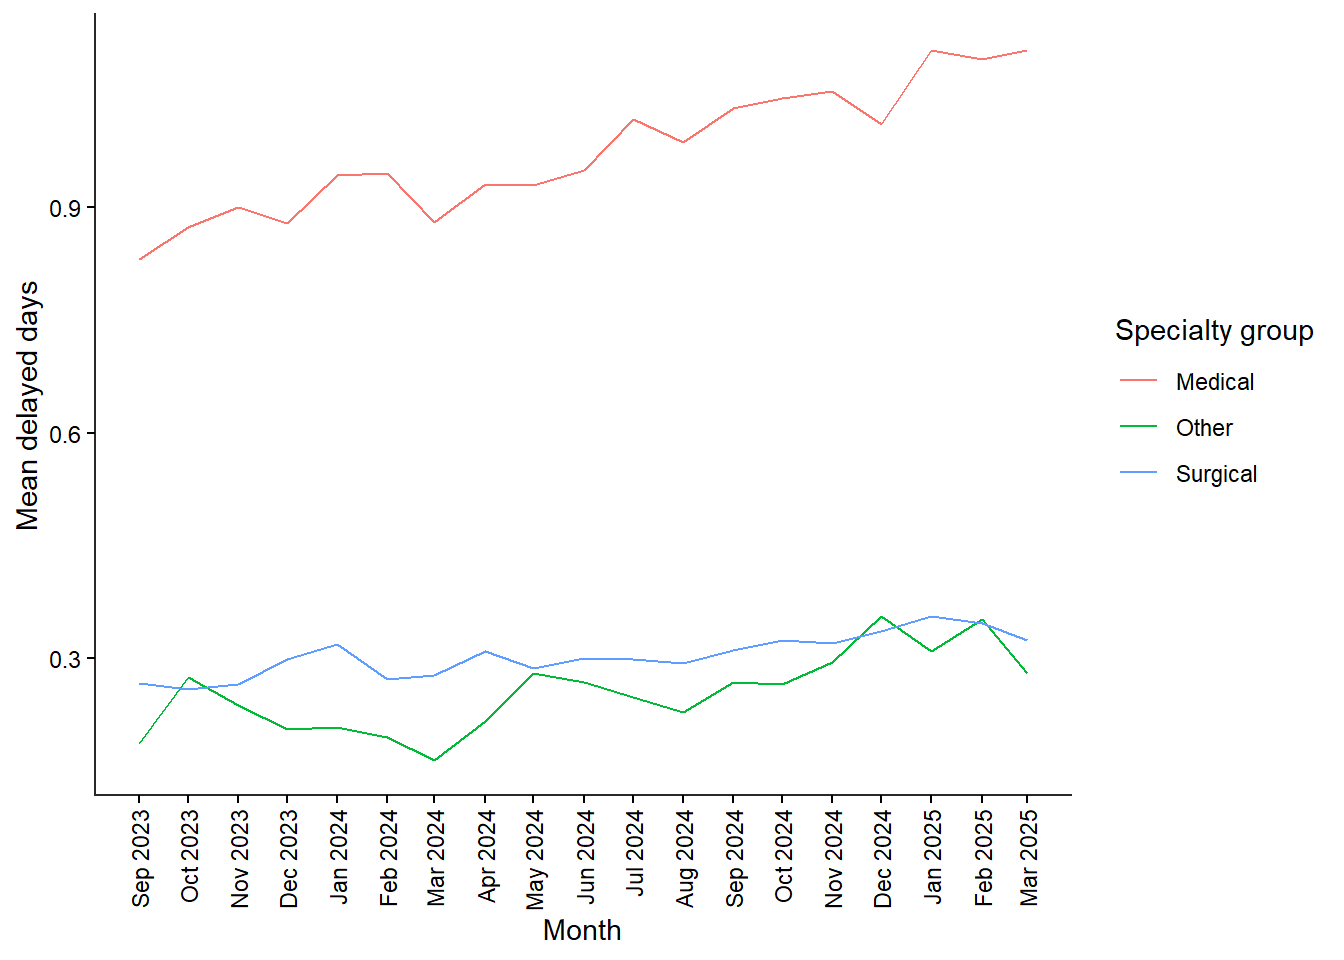 Mean delayed days
0.9
0.6
0.3
Sep 2023
Oct 2023
Nov 2023
Dec 2023
Jan 2024
Feb 2024
Mar 2024
Apr 2024
May 2024
Jun 2024
Jul 2024
Aug 2024
Sep 2024
Oct 2024
Nov 2024
Dec 2024
Jan 2025
Feb 2025
Mar 2025
Month
Specialty group
Medical
Other
Surgical